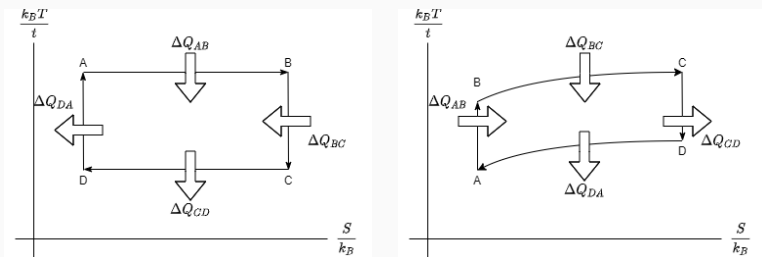 k_B T / t
A
B
ΔQ_AB
ΔQ_DA
ΔQ_BC
D
C
ΔQ_CD
S / k_B
k_B T / t
ΔQ_BC
C
B
ΔQ_AB
ΔQ_CD
D
A
ΔQ_DA
S / k_B